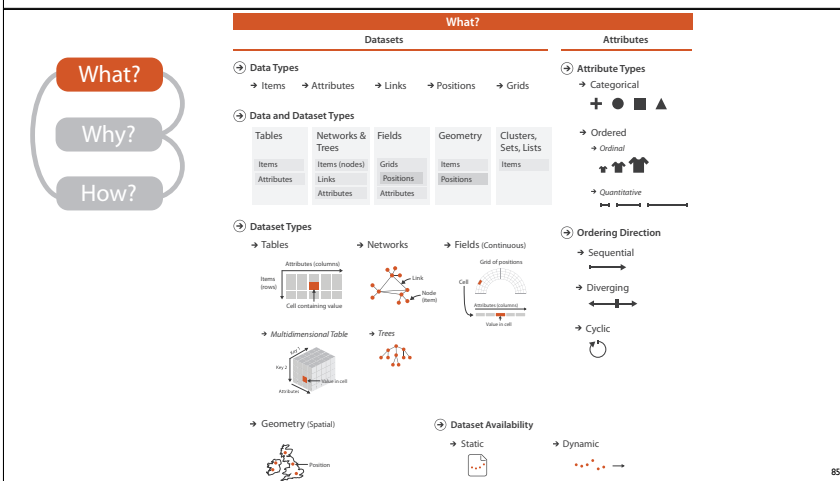 What?
Why?
How?
What?
Datasets
Attributes
Data Types
Items
Attributes
Links
Positions
Grids
Data and Dataset Types
Tables
Items
Attributes
Networks &
Trees
Items (nodes)
Links
Attributes
Fields
Grids
Positions
Attributes
Geometry
Items
Positions
Clusters,
Sets, Lists
Items
Dataset Types
Tables
Attributes (columns)
Items
(rows)
Cell containing value
Networks
Link
Node
(item)
Fields (Continuous)
Grid of positions
Cell
Attributes (columns)
Value in cell
Multidimensional Table
Key 1
Key 2
Value in cell
Attributes
Trees
Geometry (Spatial)
Position
Dataset Availability
Static
Dynamic
Attribute Types
Categorical
Ordered
Ordinal
Quantitative
Ordering Direction
Sequential
Diverging
Cyclic
85